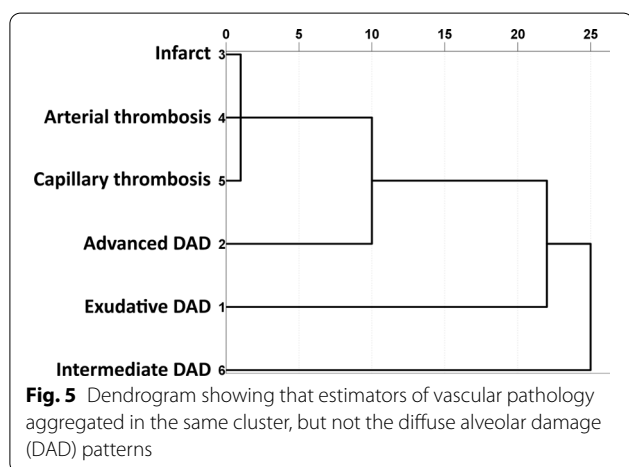 0 5 10 15 20 25
Infarct 3
Arterial thrombosis 4
Capillary thrombosis 5
Advanced DAD 2
Exudative DAD 1
Intermediate DAD 6
Fig. 5 Dendrogram showing that estimators of vascular pathology
aggregated in the same cluster, but not the diffuse alveolar damage
(DAD) patterns